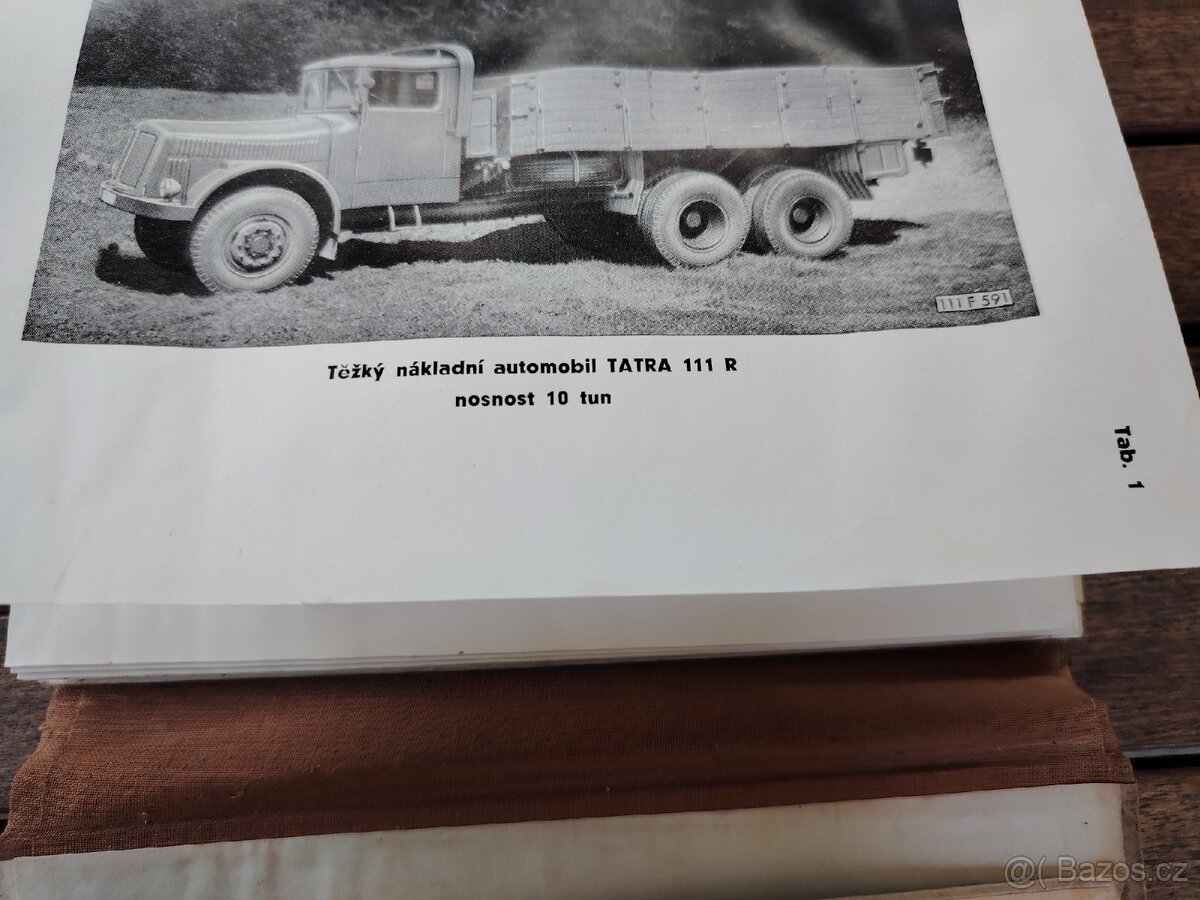 111 F 591
Těžký nákladní automobil TATRA 111 R
nosnost 10 tun
Tab. 1
@( Bazos.cz